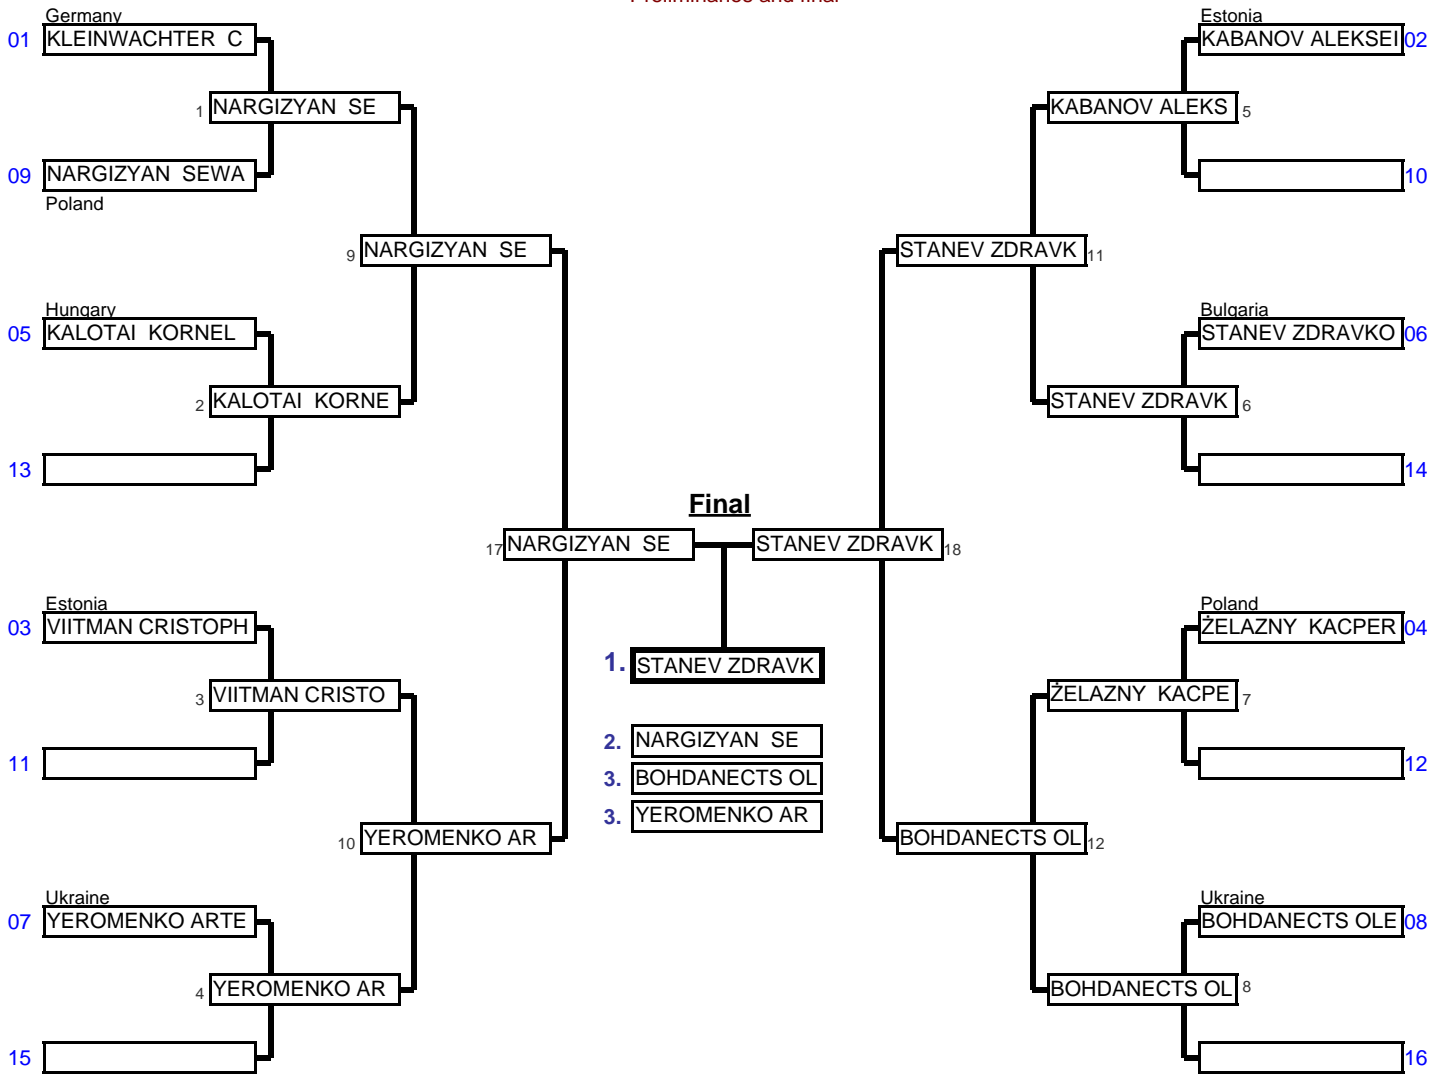 Preliminaries and final
Germany
Estonia
01 KLEINWACHTER C
KABANOV ALEKSEI 02
1 NARGIZYAN SE
KABANOV ALEKS 5
09 NARGIZYAN SEWA
10
Poland
9 NARGIZYAN SE
STANEV ZDRAVK 11
Hungary
Bulgaria
05 KALOTAI KORNEL
STANEV ZDRAVKO 06
2 KALOTAI KORNE
STANEV ZDRAVK 6
13
14
Final
17 NARGIZYAN SE
STANEV ZDRAVK 18
Estonia
Poland
03 VIITMAN CRISTOPH
ŻELAZNY KACPER 04
1. STANEV ZDRAVK
3 VIITMAN CRISTO
ŻELAZNY KACPE 7
2. NARGIZYAN SE
11
12
3. BOHDANECTS OL
3. YEROMENKO AR
10 YEROMENKO AR
BOHDANECTS OL 12
Ukraine
Ukraine
07 YEROMENKO ARTE
BOHDANECTS OLE 08
4 YEROMENKO AR
BOHDANECTS OL 8
15
16